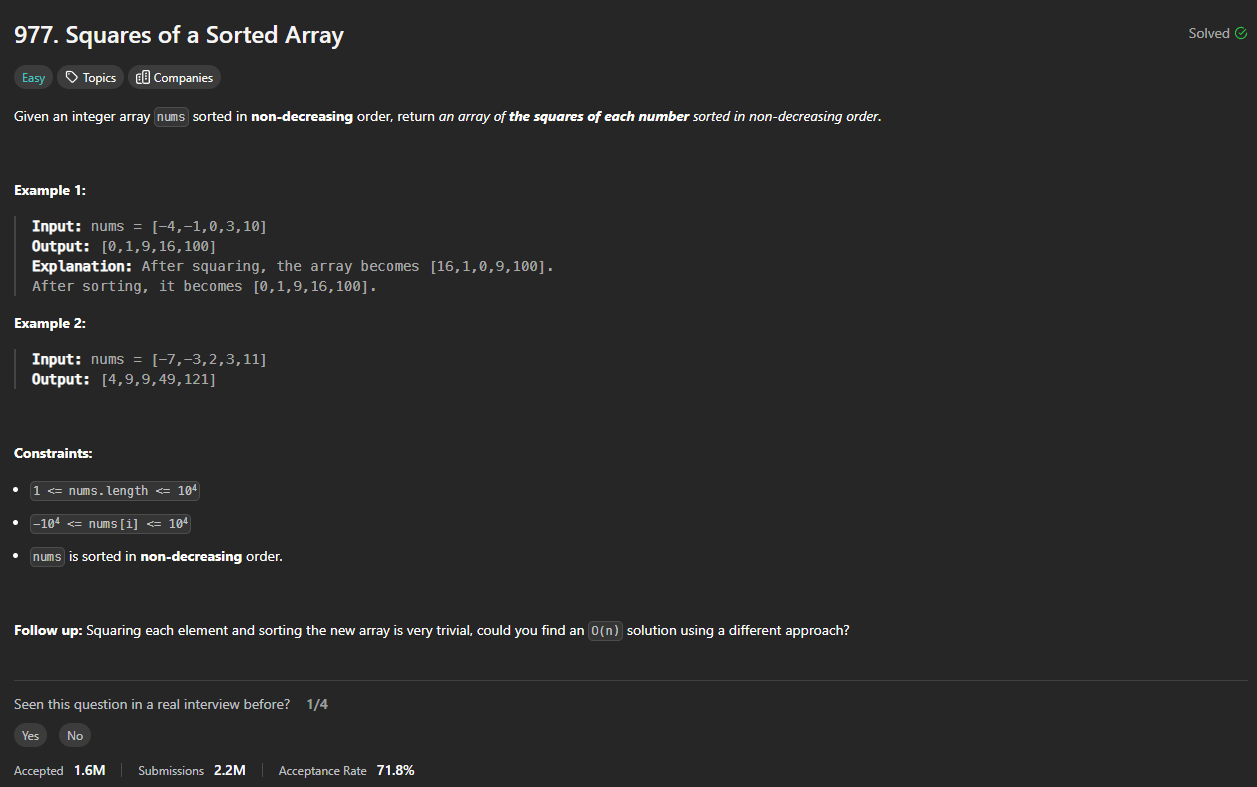 977. Squares of a Sorted Array
Solved
Easy
Topics
Companies
Given an integer array nums sorted in non-decreasing order, return an array of the squares of each number sorted in non-decreasing order.
Example 1:
Input: nums = [-4,-1,0,3,10]
Output: [0,1,9,16,100]
Explanation: After squaring, the array becomes [16,1,0,9,100].
After sorting, it becomes [0,1,9,16,100].
Example 2:
Input: nums = [-7,-3,2,3,11]
Output: [4,9,9,49,121]
Constraints:
• 1 <= nums.length <= 10⁴
• -10⁴ <= nums[i] <= 10⁴
• nums is sorted in non-decreasing order.
Follow up: Squaring each element and sorting the new array is very trivial, could you find an O(n) solution using a different approach?
Seen this question in a real interview before? 1/4
Yes No
Accepted 1.6M Submissions 2.2M Acceptance Rate 71.8%